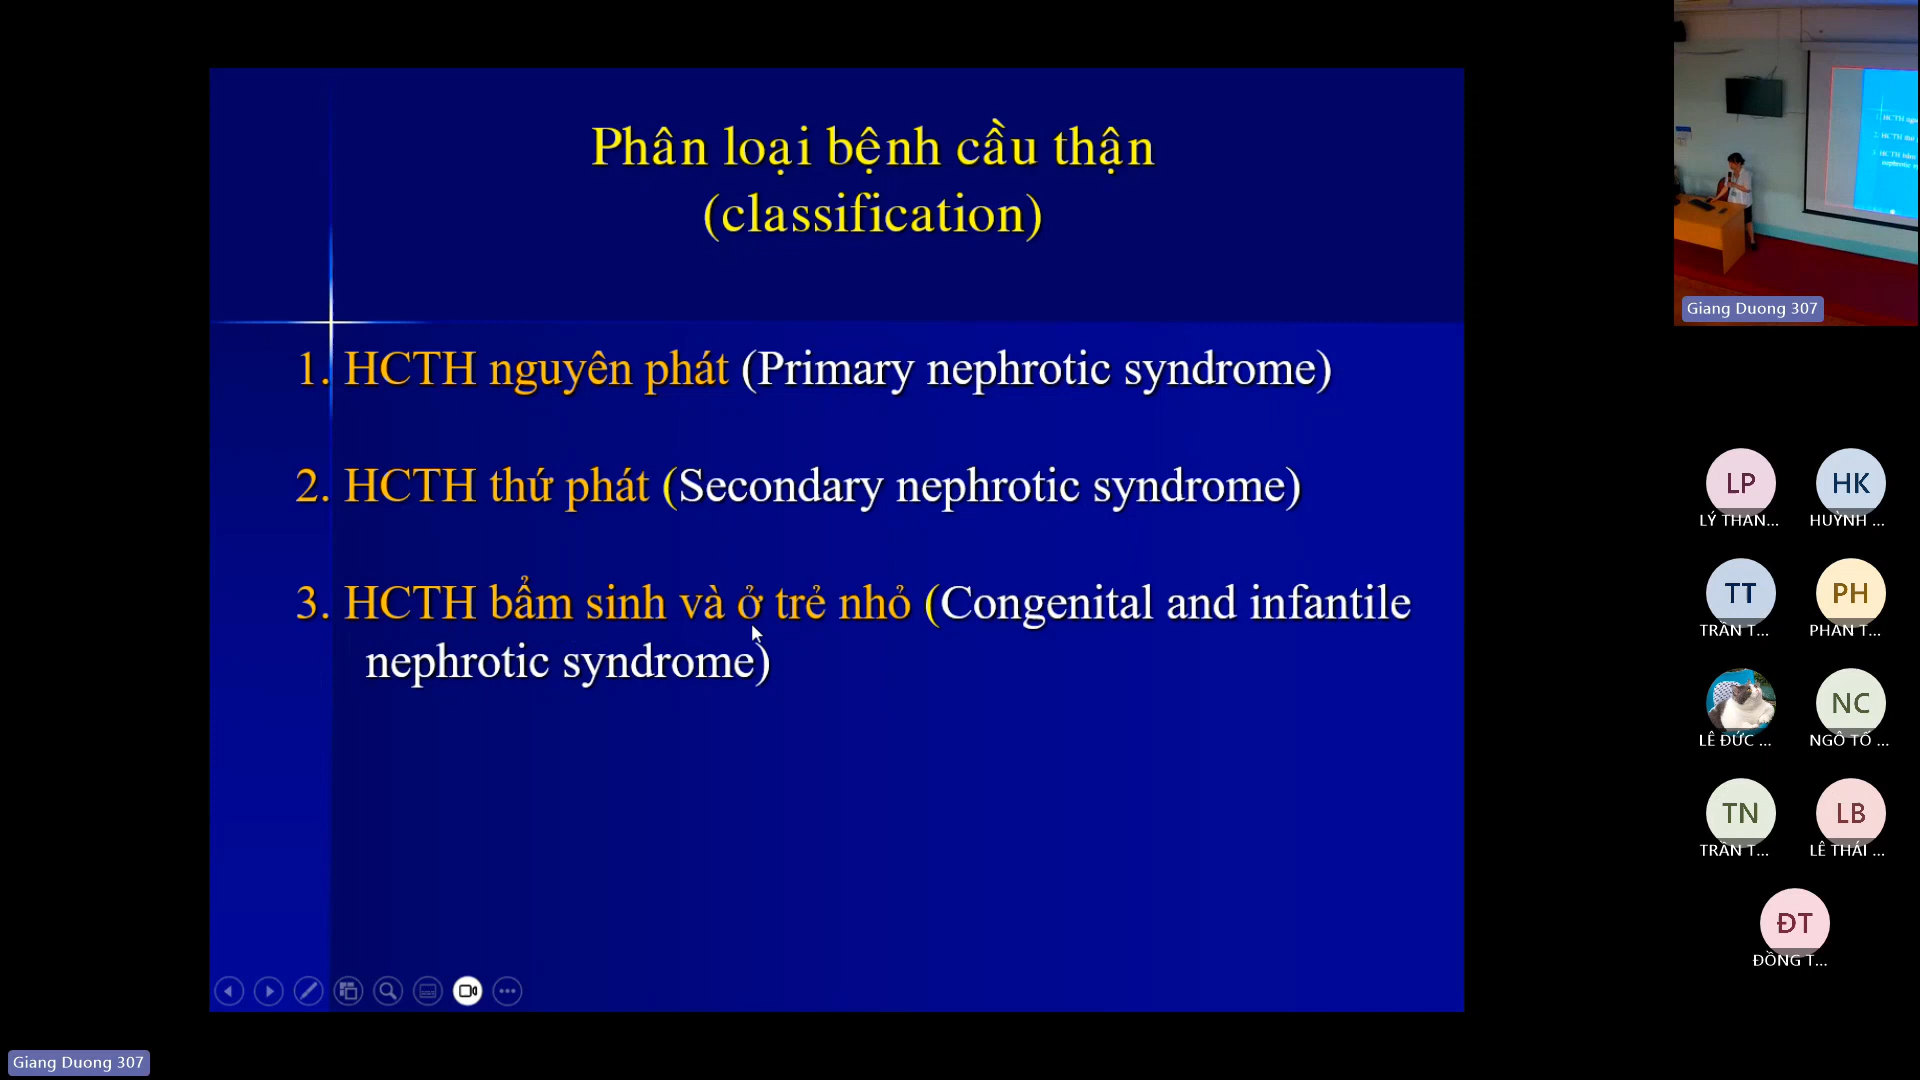 Phân loại bệnh cầu thận
(classification)
1. HCTH nguyên phát (Primary nephrotic syndrome)
2. HCTH thứ phát (Secondary nephrotic syndrome)
3. HCTH bẩm sinh và ở trẻ nhỏ (Congenital and infantile
nephrotic syndrome)
Giang Duong 307
LP
LÝ THAN...
HK
HUỲNH ...
TT
TRẦN T...
PH
PHAN T...
LÊ ĐỨC ...
NC
NGÔ TỐ ...
TN
TRẦN T...
LB
LÊ THÁI ...
ĐT
ĐỒNG T...
Giang Duong 307